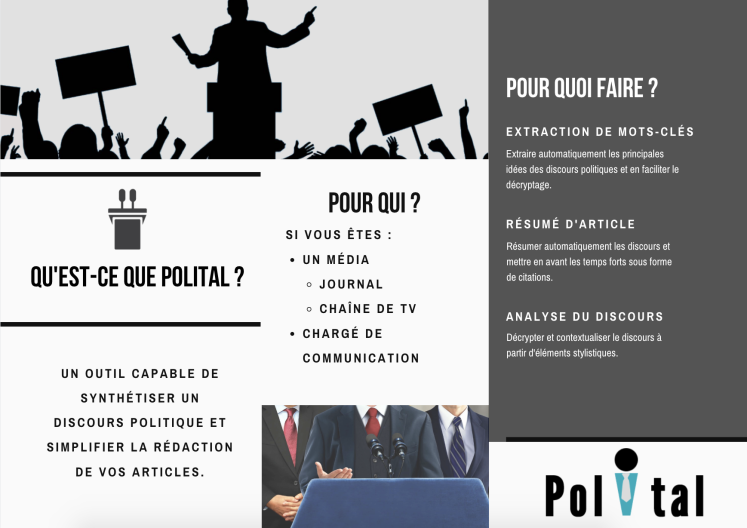 QU'EST-CE QUE POLITAL ?
UN OUTIL CAPABLE DE
SYNTHÉTISER UN
DISCOURS POLITIQUE ET
SIMPLIFIER LA RÉDACTION
DE VOS ARTICLES.
POUR QUI ?
SI VOUS ÊTES :
• UN MÉDIA
◦ JOURNAL
◦ CHAÎNE DE TV
• CHARGÉ DE
COMMUNICATION
POUR QUOI FAIRE ?
EXTRACTION DE MOTS-CLÉS
Extraire automatiquement les principales
idées des discours politiques et en faciliter le
décryptage.
RÉSUMÉ D'ARTICLE
Résumer automatiquement les discours et
mettre en avant les temps forts sous forme
de citations.
ANALYSE DU DISCOURS
Décrypter et contextualiser le discours à
partir d'éléments stylistiques.
Polital